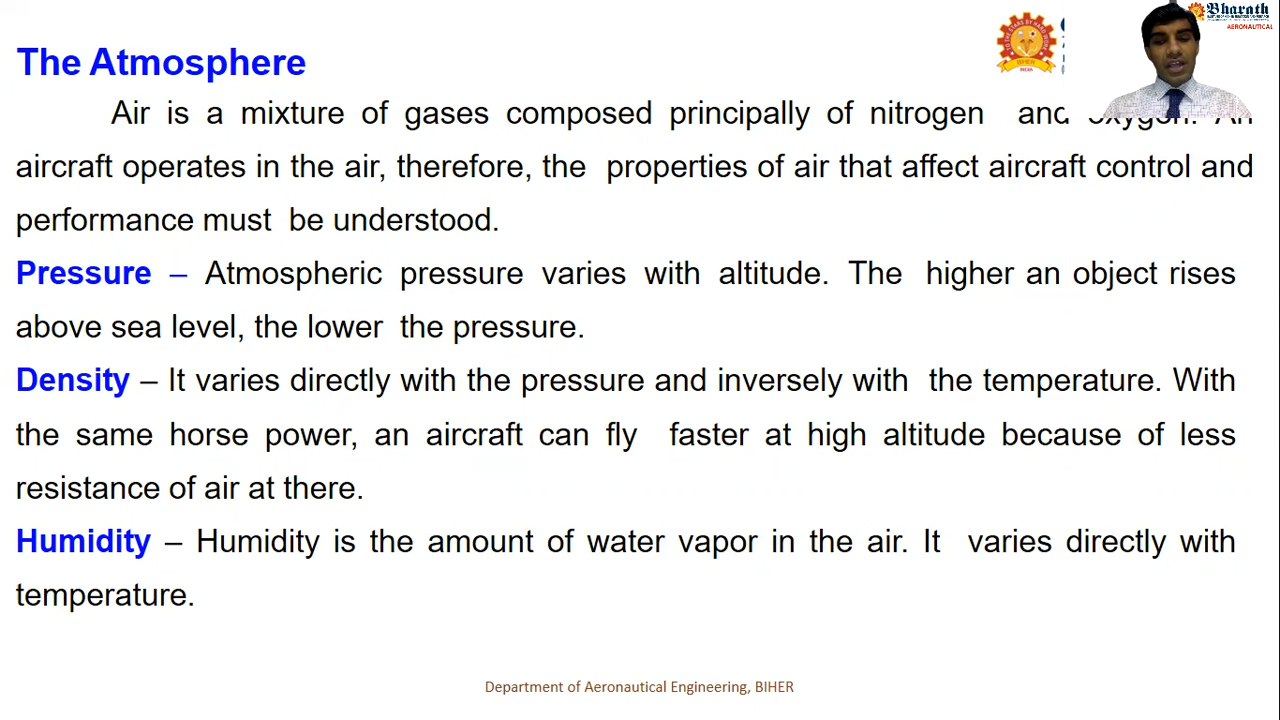 Bharath
AERONAUTICAL
The Atmosphere
BIHER
Air is a mixture of gases composed principally of nitrogen and oxygen. An
aircraft operates in the air, therefore, the properties of air that affect aircraft control and
performance must be understood.
Pressure – Atmospheric pressure varies with altitude. The higher an object rises
above sea level, the lower the pressure.
Density – It varies directly with the pressure and inversely with the temperature. With
the same horse power, an aircraft can fly faster at high altitude because of less
resistance of air at there.
Humidity – Humidity is the amount of water vapor in the air. It varies directly with
temperature.
Department of Aeronautical Engineering, BIHER